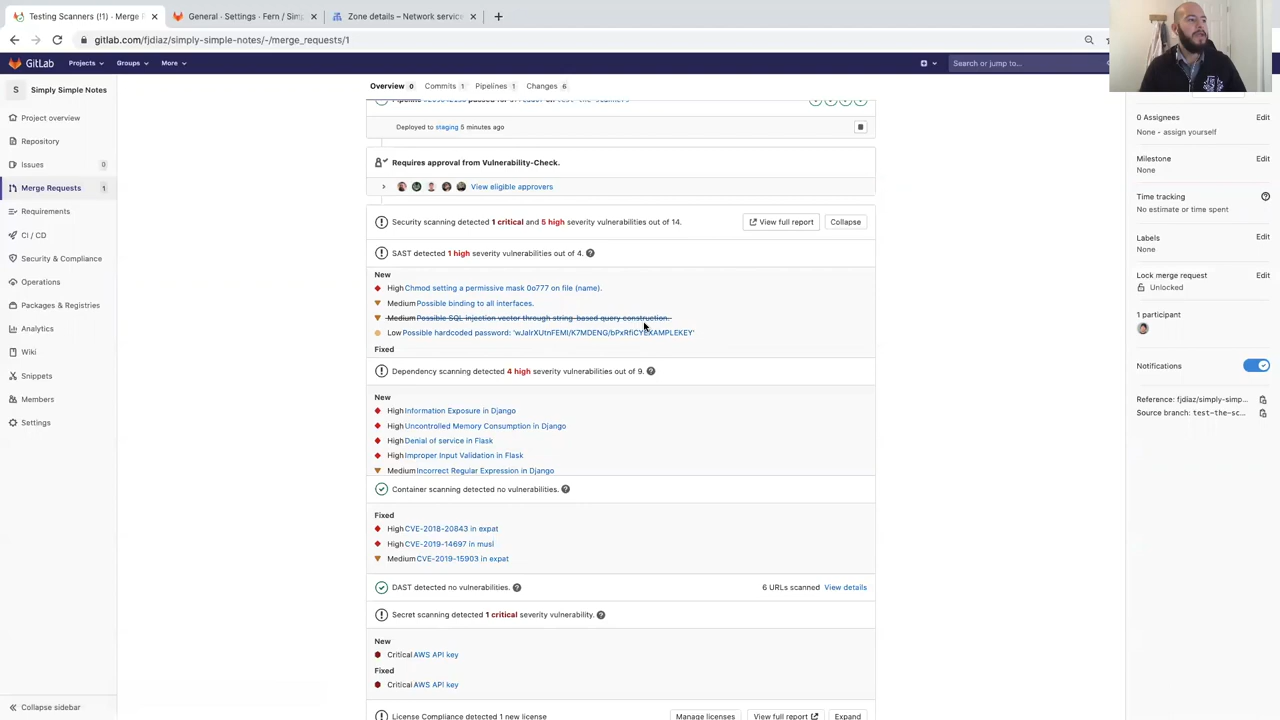 Testing Scanners (!1) · Merge R
General · Settings · Fern / Simp
Zone details – Network service
gitlab.com/fjdiaz/simply-simple-notes/-/merge_requests/1
GitLab
Projects
Groups
More
Search or jump to...
S
Simply Simple Notes
Project overview
Repository
Issues 0
Merge Requests 1
Requirements
CI / CD
Security & Compliance
Operations
Packages & Registries
Analytics
Wiki
Snippets
Members
Settings
Collapse sidebar
Overview 0
Commits 1
Pipelines 1
Changes 6
Deployed to staging 5 minutes ago
Requires approval from Vulnerability-Check.
View eligible approvers
Security scanning detected 1 critical and 5 high severity vulnerabilities out of 14.
View full report
Collapse
SAST detected 1 high severity vulnerabilities out of 4.
New
High Chmod setting a permissive mask 0o777 on file (name).
Medium Possible binding to all interfaces.
Medium Possible SQL injection vector through string-based query construction.
Low Possible hardcoded password: 'wJalrXUtnFEMI/K7MDENG/bPxRfiCYEXAMPLEKEY'
Fixed
Dependency scanning detected 4 high severity vulnerabilities out of 9.
New
High Information Exposure in Django
High Uncontrolled Memory Consumption in Django
High Denial of service in Flask
High Improper Input Validation in Flask
Medium Incorrect Regular Expression in Django
Container scanning detected no vulnerabilities.
Fixed
High CVE-2018-20843 in expat
High CVE-2019-14697 in musl
Medium CVE-2019-15903 in expat
DAST detected no vulnerabilities.
6 URLs scanned View details
Secret scanning detected 1 critical severity vulnerability.
New
Critical AWS API key
Fixed
Critical AWS API key
License Compliance detected 1 new license
Manage licenses
View full report
Expand
0 Assignees Edit
None - assign yourself
Milestone Edit
None
Time tracking
No estimate or time spent
Labels Edit
None
Lock merge request Edit
Unlocked
1 participant
Notifications
Reference: fjdiaz/simply-simp...
Source branch: test-the-sc...